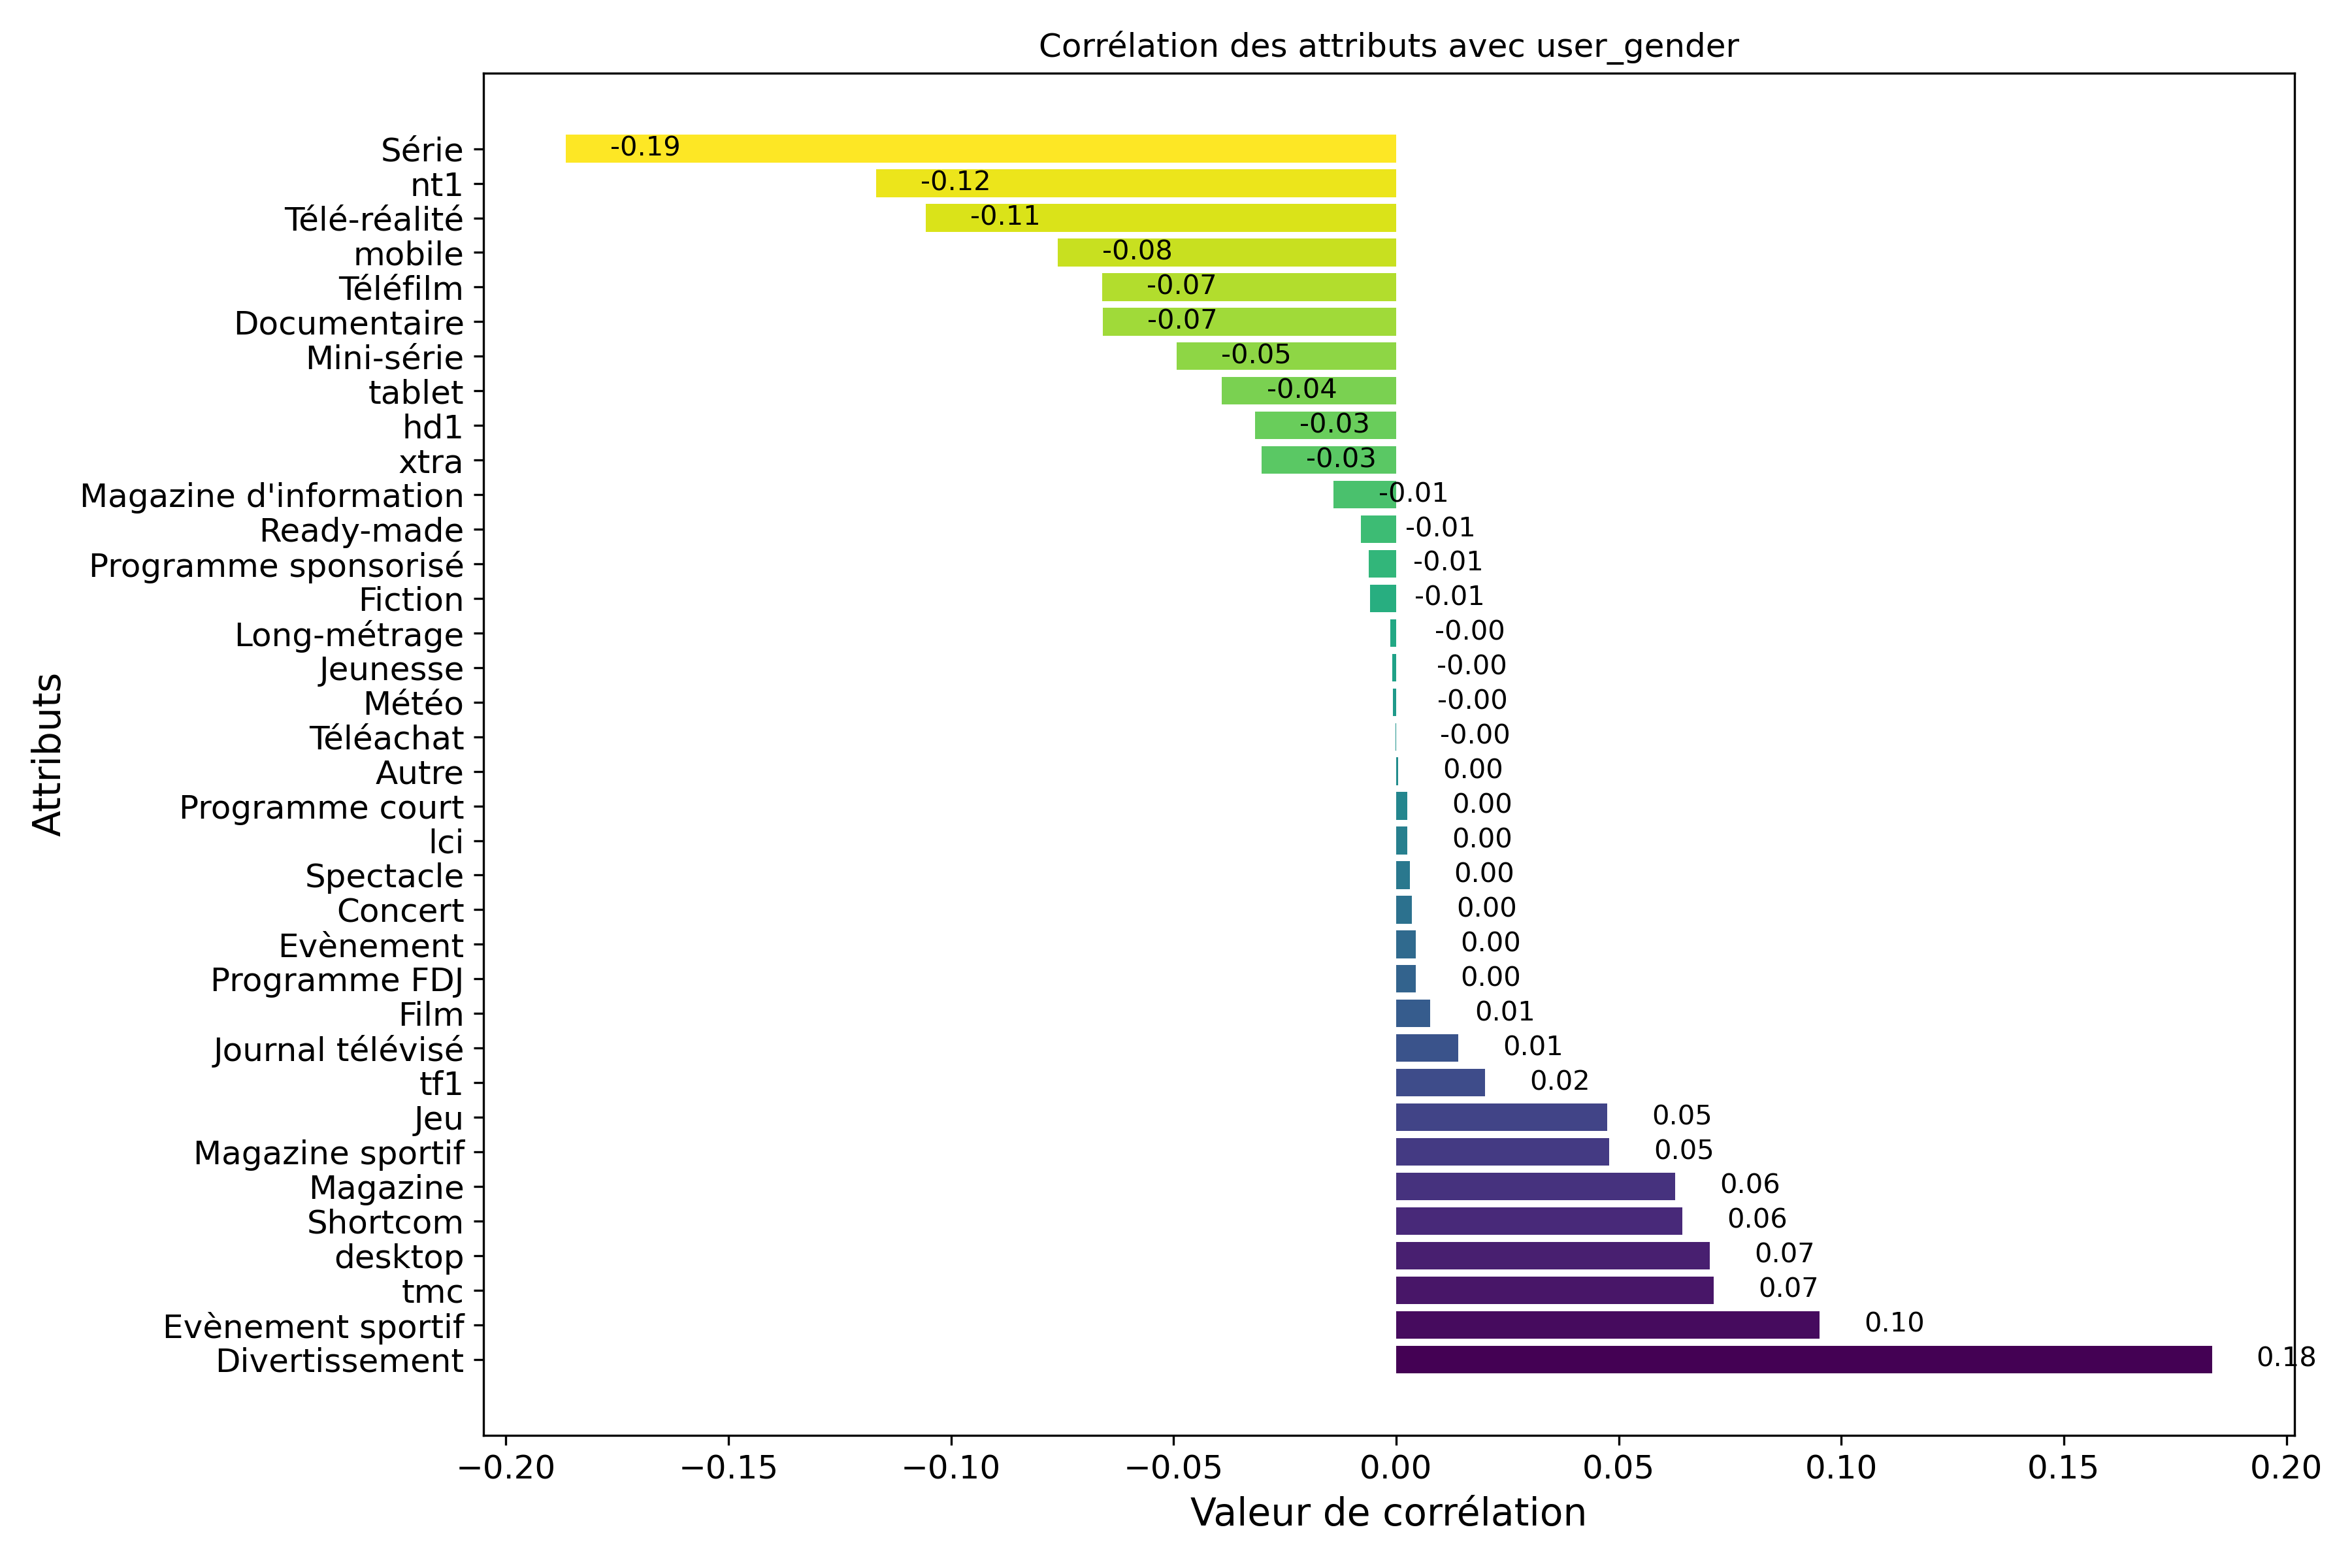 Corrélation des attributs avec user_gender
Série -0.19
nt1 -0.12
Télé-réalité -0.11
mobile -0.08
Téléfilm -0.07
Documentaire -0.07
Mini-série -0.05
tablet -0.04
hd1 -0.03
xtra -0.03
Magazine d'information -0.01
Ready-made -0.01
Programme sponsorisé -0.01
Fiction -0.01
Long-métrage -0.00
Jeunesse -0.00
Météo -0.00
Téléachat -0.00
Autre 0.00
Programme court 0.00
lci 0.00
Spectacle 0.00
Concert 0.00
Evènement 0.00
Programme FDJ 0.00
Film 0.01
Journal télévisé 0.01
tf1 0.02
Jeu 0.05
Magazine sportif 0.05
Magazine 0.06
Shortcom 0.06
desktop 0.07
tmc 0.07
Evènement sportif 0.10
Divertissement 0.18
Attributs
−0.20 −0.15 −0.10 −0.05 0.00 0.05 0.10 0.15 0.20
Valeur de corrélation